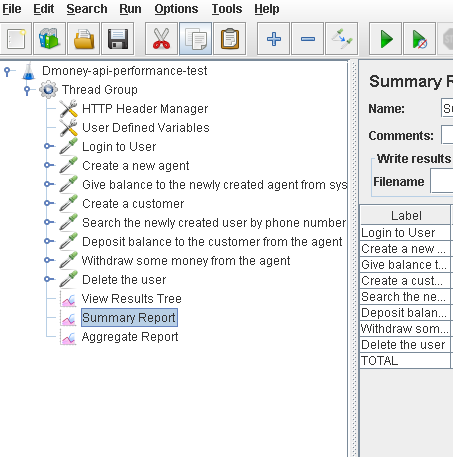 File Edit Search Run Options Tools Help
Dmoney-api-performance-test
Thread Group
HTTP Header Manager
User Defined Variables
Login to User
Create a new agent
Give balance to the newly created agent from sys
Create a customer
Search the newly created user by phone number
Deposit balance to the customer from the agent
Withdraw some money from the agent
Delete the user
View Results Tree
Summary Report
Aggregate Report
Summary R
Name:
Comments:
Write results
Filename
Label
Login to User
Create a new ...
Give balance t...
Create a cust...
Search the ne...
Deposit balan...
Withdraw som...
Delete the user
TOTAL